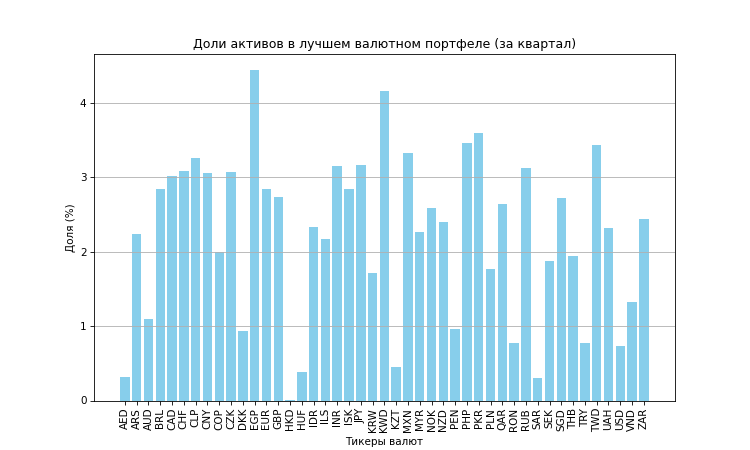 Доли активов в лучшем валютном портфеле (за квартал)
Доля (%)
4
3
2
1
0
AED ARS AUD BRL CAD CHF CLP CNY COP CZK DKK EGP EUR GBP HKD HUF IDR ILS INR ISK JPY KRW KWD KZT MXN MYR NOK NZD PEN PHP PKR PLN QAR RON RUB SAR SEK SGD THB TRY TWD UAH USD VND ZAR
Тикеры валют